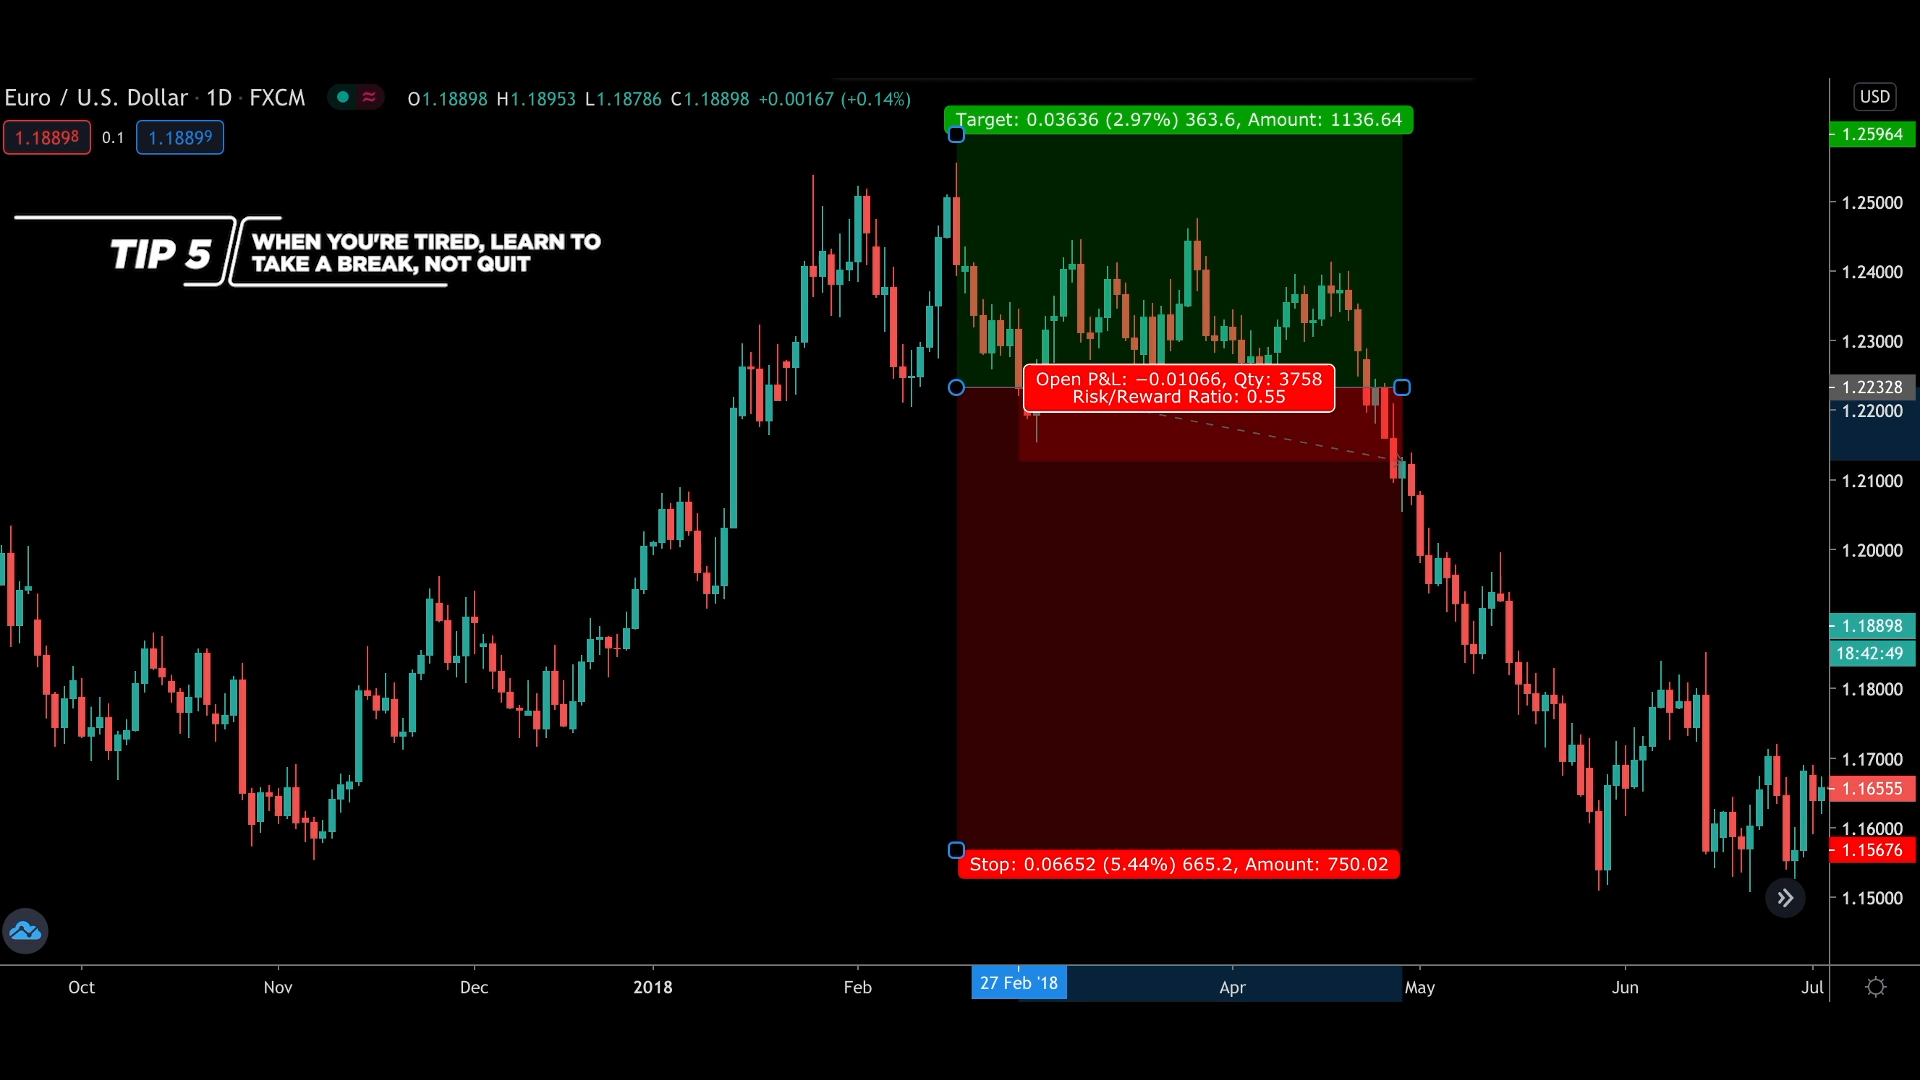 Euro / U.S. Dollar · 1D · FXCM
O1.18898 H1.18953 L1.18786 C1.18898 +0.00167 (+0.14%)
1.18898 0.1 1.18899
TIP 5
WHEN YOU'RE TIRED, LEARN TO
TAKE A BREAK, NOT QUIT
Target: 0.03636 (2.97%) 363.6, Amount: 1136.64
Open P&L: −0.01066, Qty: 3758
Risk/Reward Ratio: 0.55
Stop: 0.06652 (5.44%) 665.2, Amount: 750.02
USD
1.25964
1.25000
1.24000
1.23000
1.22328
1.22000
1.21000
1.20000
1.18898
18:42:49
1.18000
1.17000
1.16555
1.16000
1.15676
1.15000
Oct Nov Dec 2018 Feb 27 Feb '18 Apr May Jun Jul